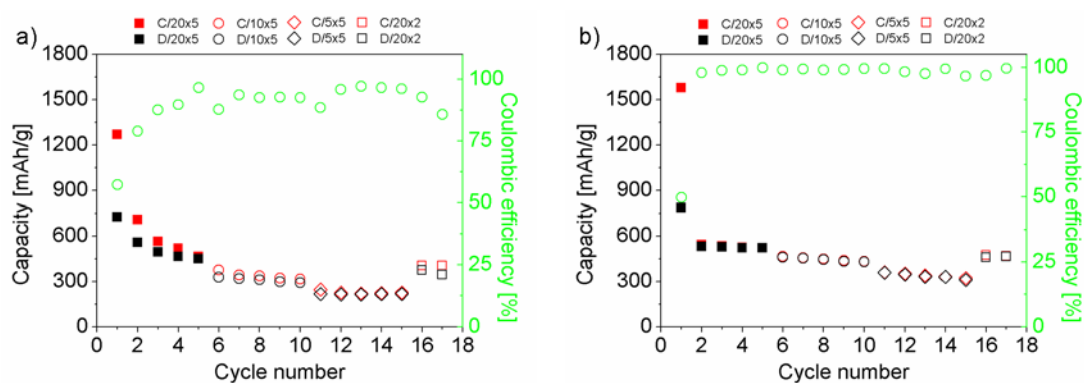 C/20x5 C/10x5 C/5x5 C/20x2
D/20x5 D/10x5 D/5x5 D/20x2
a)
1800
1500
1200
900
600
300
0
Capacity [mAh/g]
100
75
50
25
0
Coulombic efficiency [%]
0 2 4 6 8 10 12 14 16 18
Cycle number
C/20x5 C/10x5 C/5x5 C/20x2
D/20x5 D/10x5 D/5x5 D/20x2
b)
1800
1500
1200
900
600
300
0
Capacity [mAh/g]
100
75
50
25
0
Coulombic efficiency [%]
0 2 4 6 8 10 12 14 16 18
Cycle number